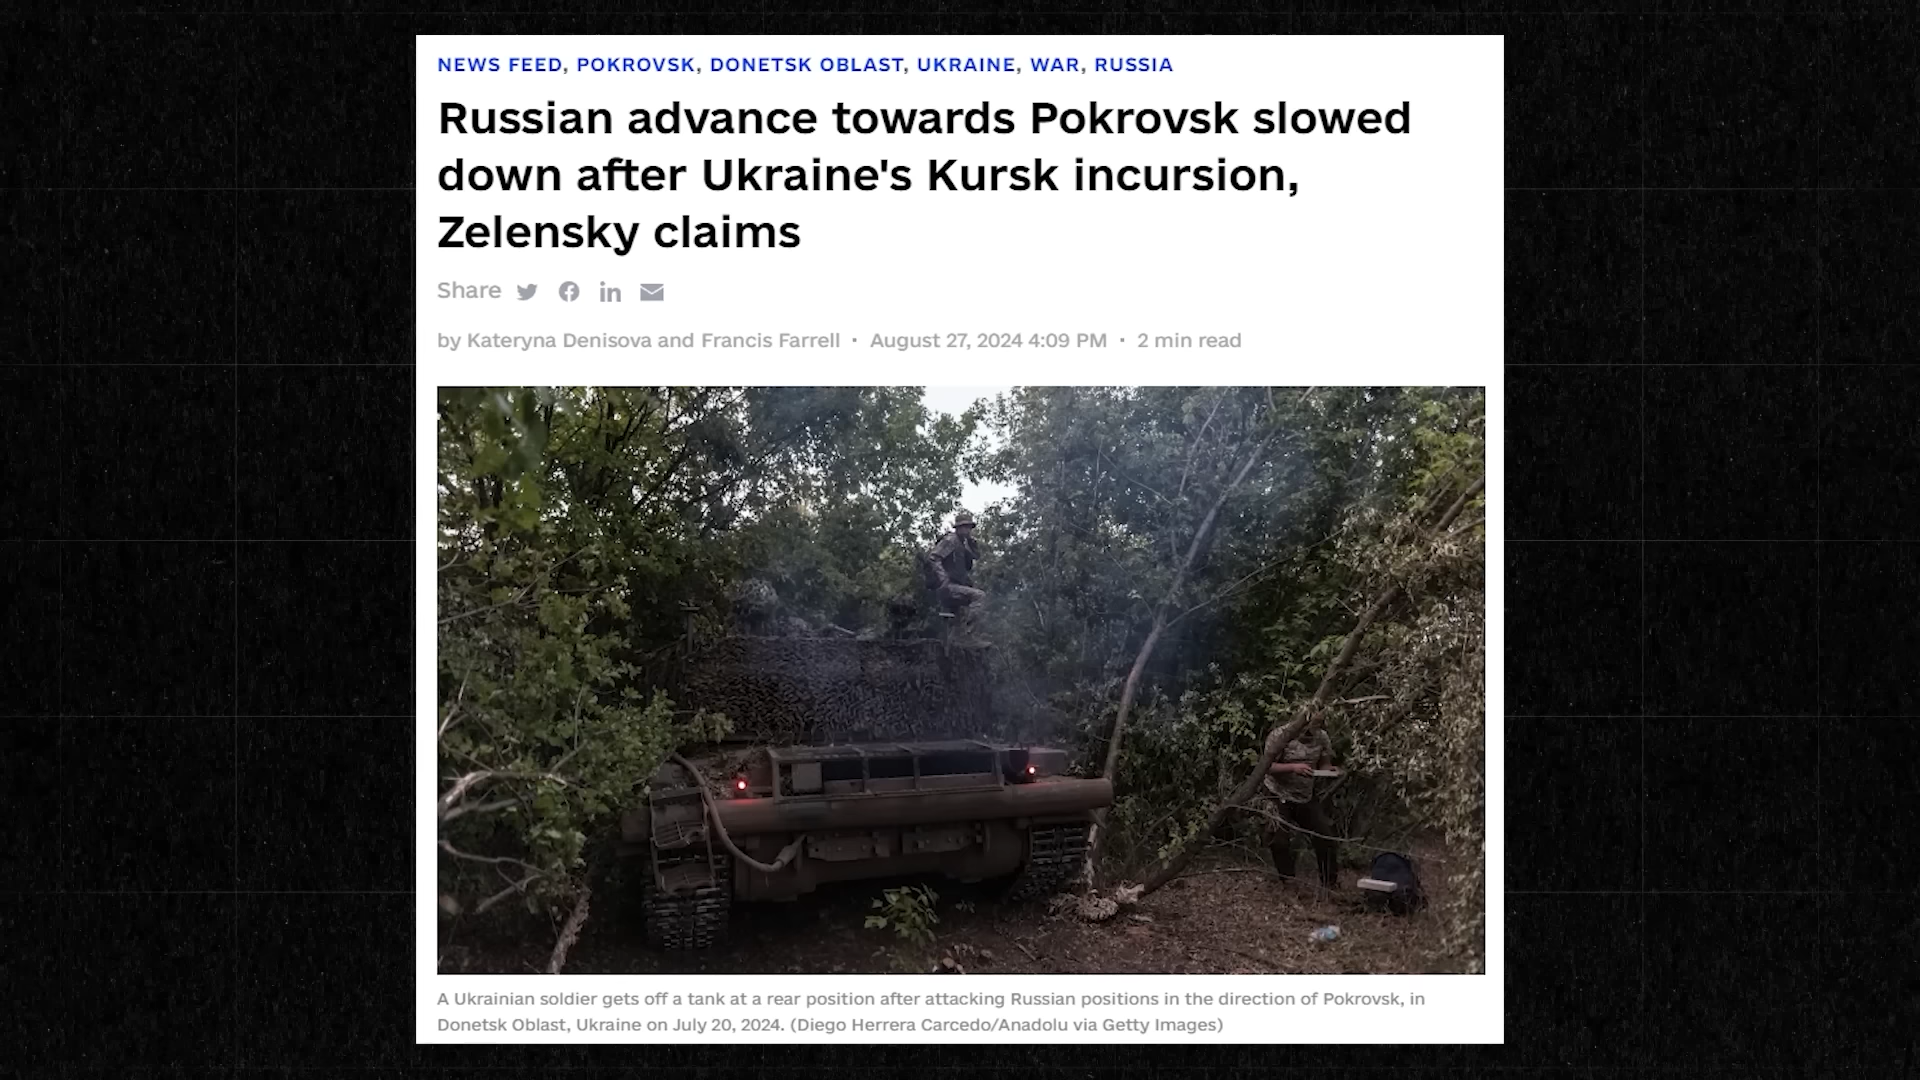 NEWS FEED, POKROVSK, DONETSK OBLAST, UKRAINE, WAR, RUSSIA
Russian advance towards Pokrovsk slowed
down after Ukraine's Kursk incursion,
Zelensky claims
Share
by Kateryna Denisova and Francis Farrell · August 27, 2024 4:09 PM · 2 min read
A Ukrainian soldier gets off a tank at a rear position after attacking Russian positions in the direction of Pokrovsk, in
Donetsk Oblast, Ukraine on July 20, 2024. (Diego Herrera Carcedo/Anadolu via Getty Images)